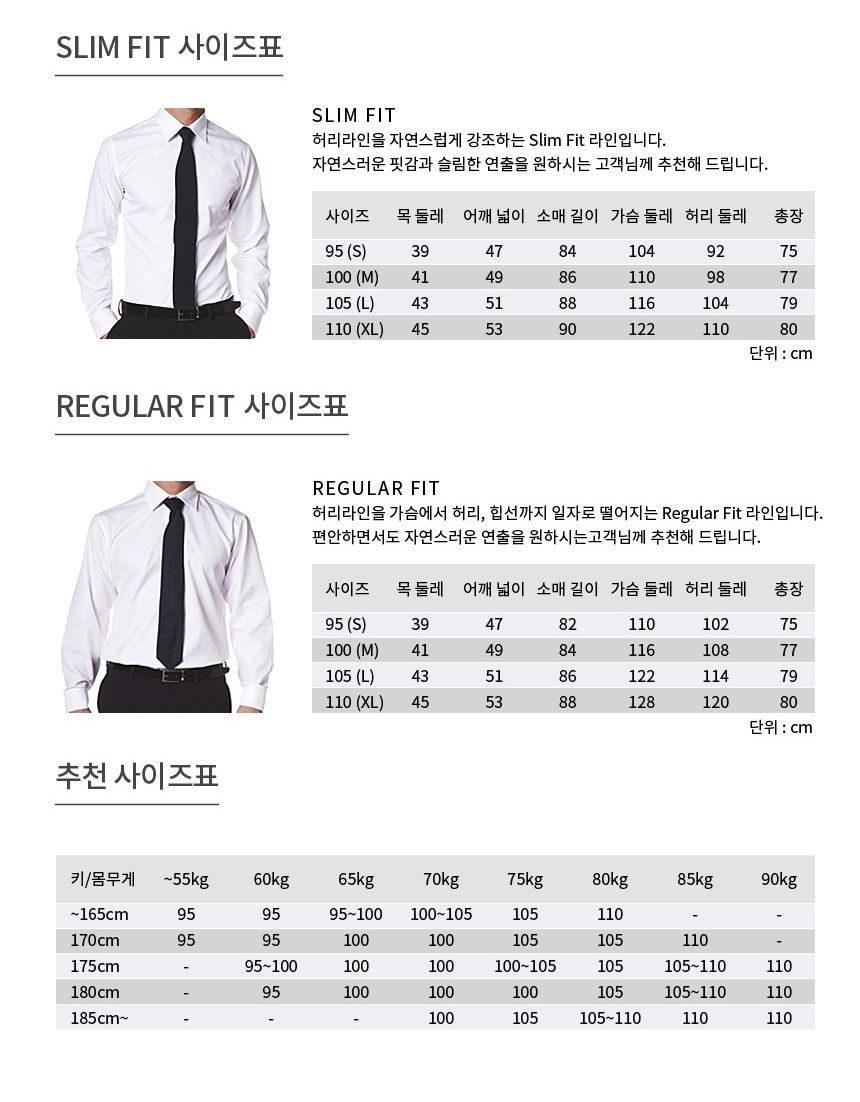 SLIM FIT 사이즈표
SLIM FIT
허리라인을 자연스럽게 강조하는 Slim Fit 라인입니다.
자연스러운 핏감과 슬림한 연출을 원하시는 고객님께 추천해 드립니다.
사이즈 목 둘레 어깨 넓이 소매 길이 가슴 둘레 허리 둘레 총장
95 (S) 39 47 84 104 92 75
100 (M) 41 49 86 110 98 77
105 (L) 43 51 88 116 104 79
110 (XL) 45 53 90 122 110 80
단위 : cm
REGULAR FIT 사이즈표
REGULAR FIT
허리라인을 가슴에서 허리, 힙선까지 일자로 떨어지는 Regular Fit 라인입니다.
편안하면서도 자연스러운 연출을 원하시는고객님께 추천해 드립니다.
사이즈 목 둘레 어깨 넓이 소매 길이 가슴 둘레 허리 둘레 총장
95 (S) 39 47 82 110 102 75
100 (M) 41 49 84 116 108 77
105 (L) 43 51 86 122 114 79
110 (XL) 45 53 88 128 120 80
단위 : cm
추천 사이즈표
키/몸무게 ~55kg 60kg 65kg 70kg 75kg 80kg 85kg 90kg
~165cm 95 95 95~100 100~105 105 110 - -
170cm 95 95 100 100 105 105 110 -
175cm - 95~100 100 100 100~105 105 105~110 110
180cm - 95 100 100 100 105 105~110 110
185cm~ - - - 100 105 105~110 110 110